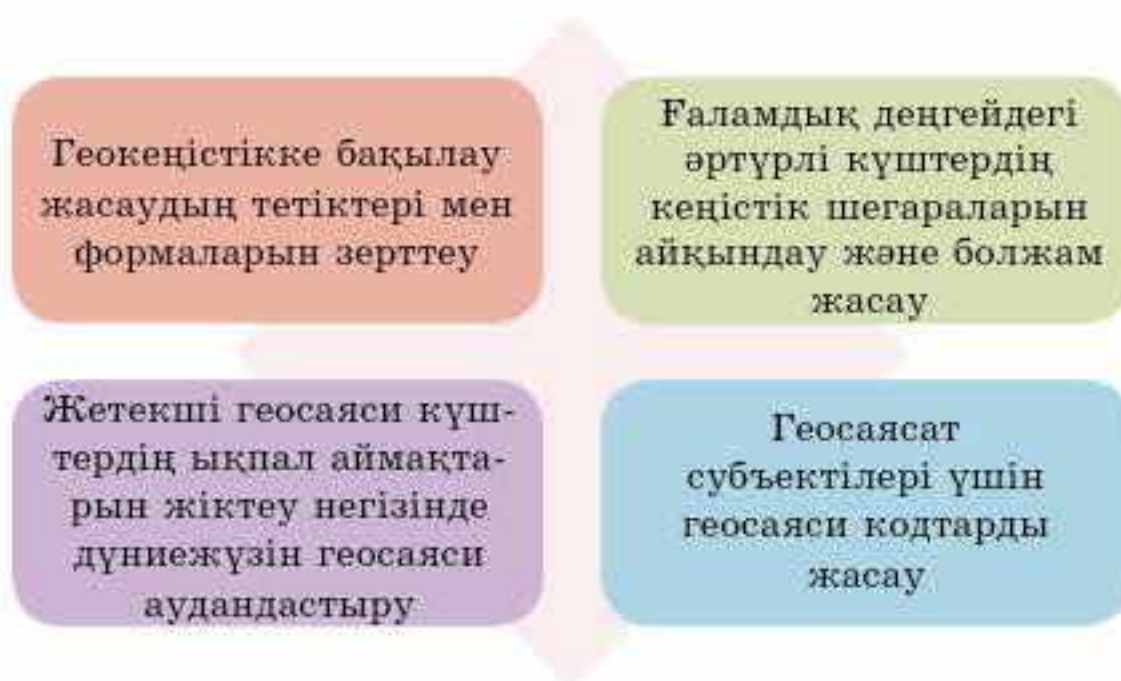 Геокеңістікке бақылау
жасаудың тетіктері мен
формаларын зерттеу
Ғаламдық деңгейдегі
әртүрлі күштердің
кеңістік шегараларын
айқындау және болжам
жасау
Жетекші геосаяси күш-
тердің ықпал аймақта-
рын жіктеу негізінде
дүниежүзін геосаяси
аудандастыру
Геосаясат
субъектілері үшін
геосаяси кодтарды
жасау